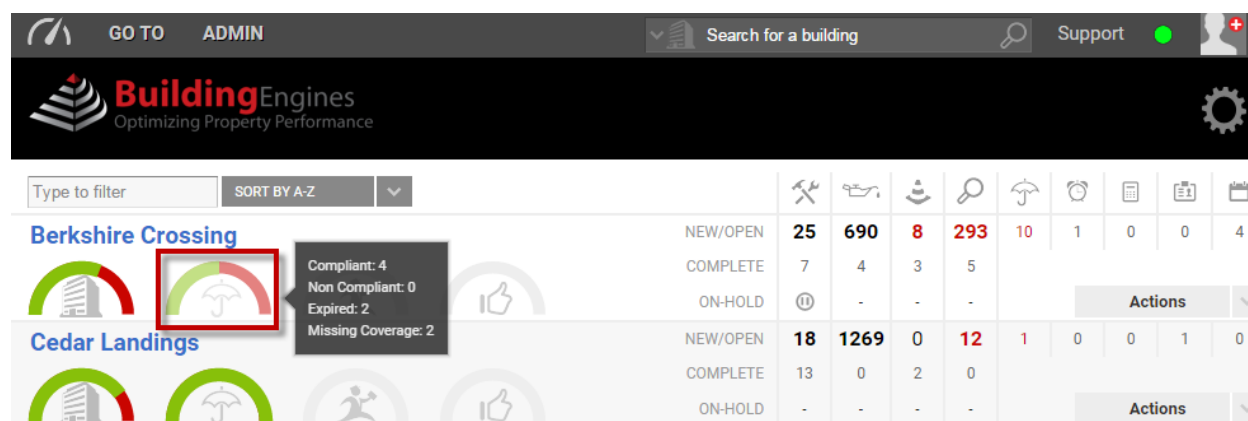 GO TO ADMIN Search for a building Support
BuildingEngines
Optimizing Property Performance
Type to filter SORT BY A-Z
Berkshire Crossing NEW/OPEN 25 690 8 293 10 1 0 0 4
Compliant: 4
Non Compliant: 0
Expired: 2
Missing Coverage: 2
COMPLETE 7 4 3 5
ON-HOLD - - - Actions
Cedar Landings NEW/OPEN 18 1269 0 12 1 0 0 1 0
COMPLETE 13 0 2 0
ON-HOLD - - - - Actions